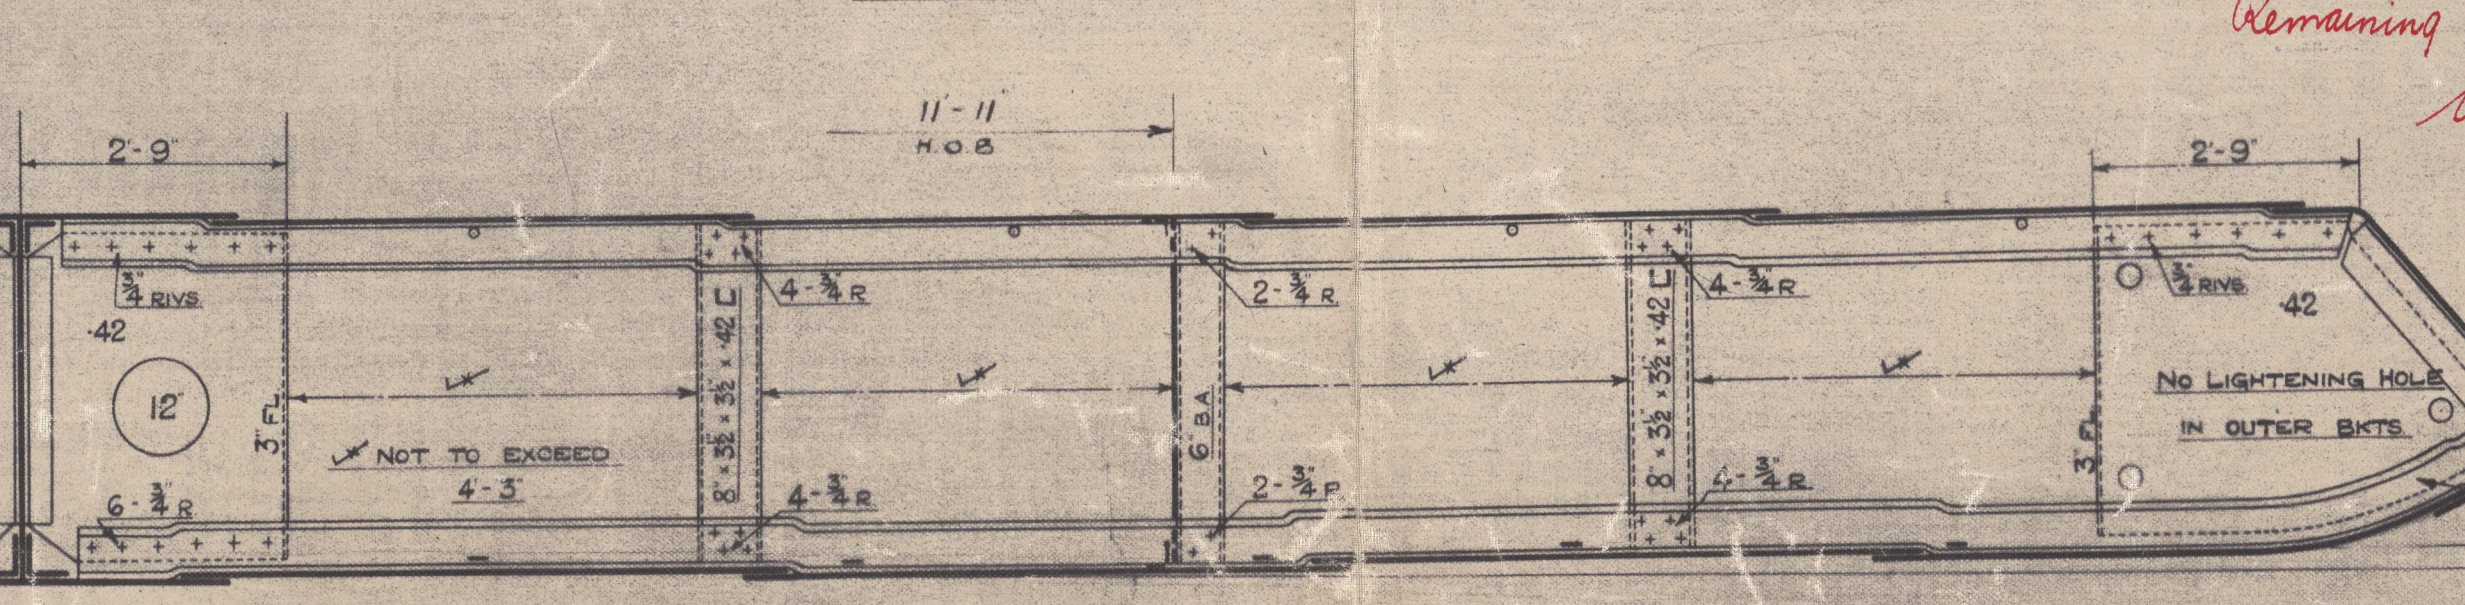 Remaining
11'-11"
H.O.B
2'-9"
2'-9"
3/4" RIVS
.42
12"
3" FL
6 - 3/4" R
✓* NOT TO EXCEED
4'-3"
8" × 3½" × 3½" × .42 [
4 - 3/4" R
4 - 3/4" R
2 - 3/4" R
6" BA
2 - 3/4" R
8" × 3½" × 3½" × .42 [
4 - 3/4" R
4 - 3/4" R
3/4" RIVS
.42
3" FL
NO LIGHTENING HOLE
IN OUTER BKTS